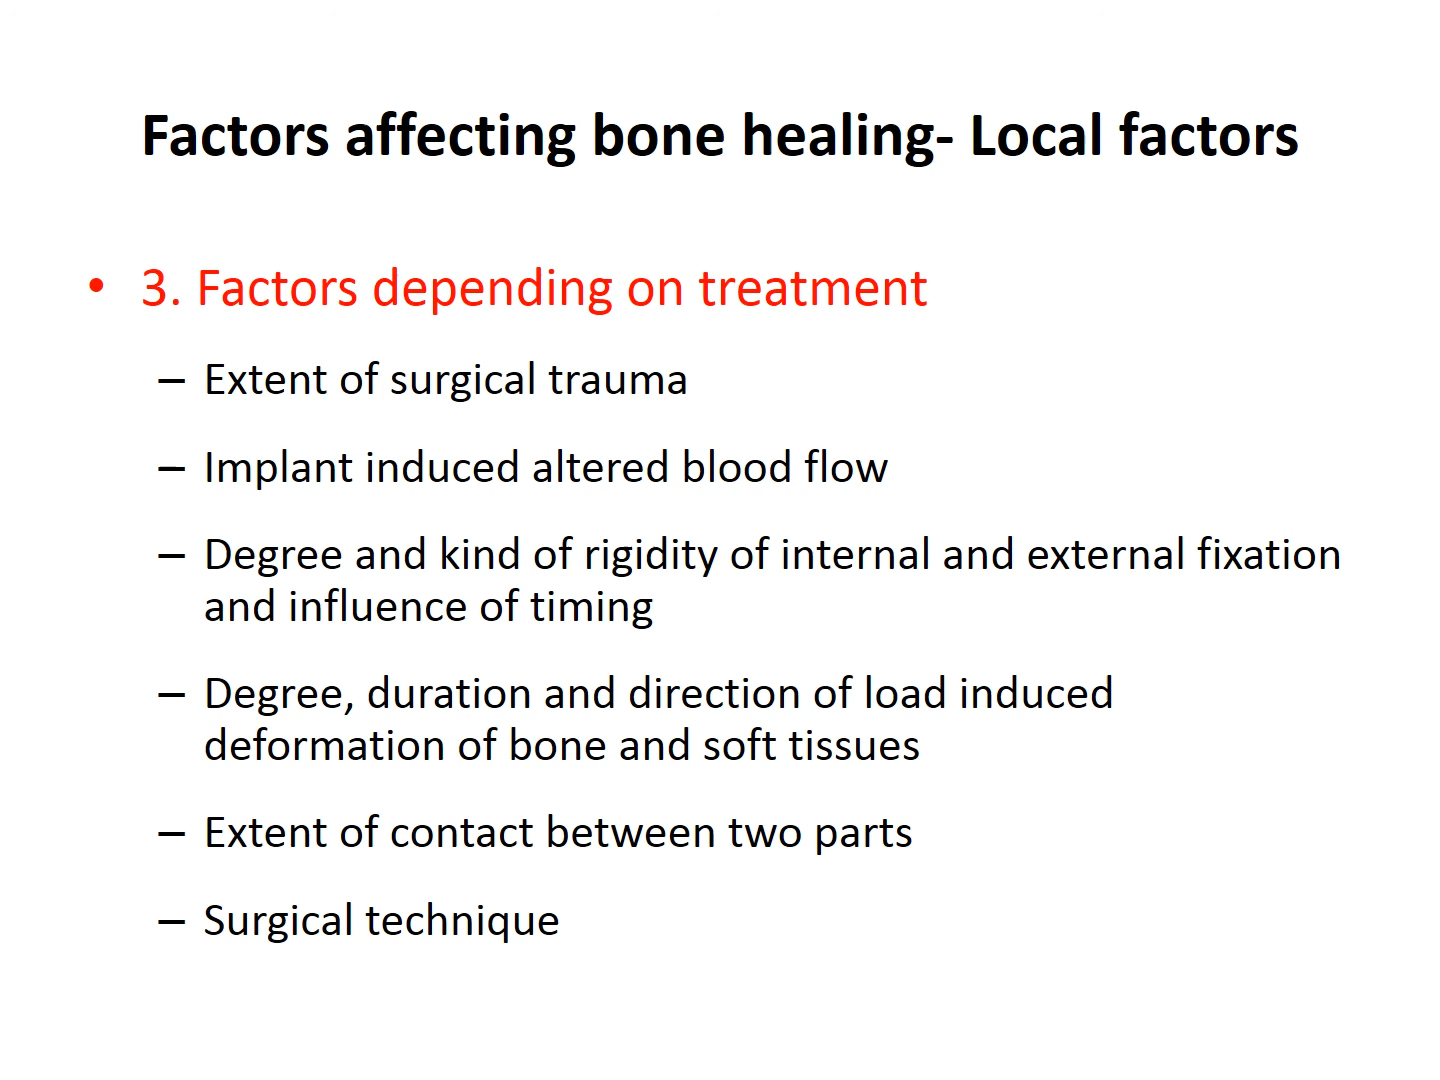 Factors affecting bone healing- Local factors
• 3. Factors depending on treatment
– Extent of surgical trauma
– Implant induced altered blood flow
– Degree and kind of rigidity of internal and external fixation
and influence of timing
– Degree, duration and direction of load induced
deformation of bone and soft tissues
– Extent of contact between two parts
– Surgical technique